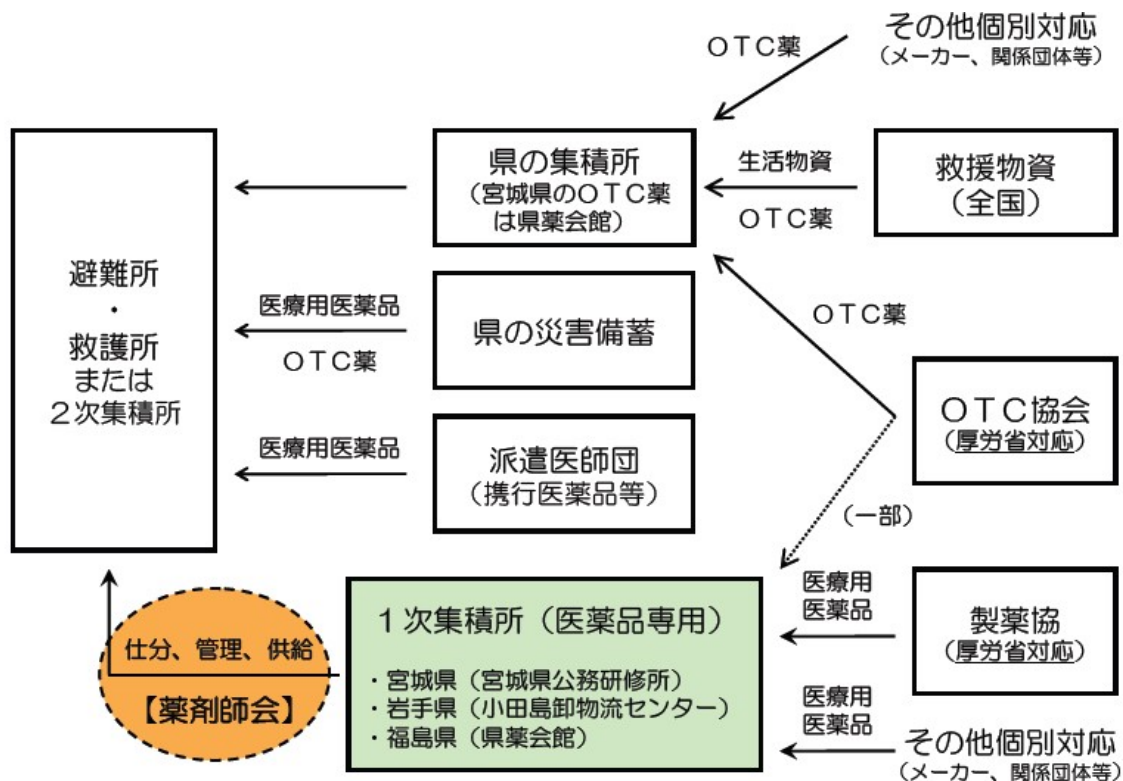 その他個別対応
(メーカー、関係団体等)
OTC薬
県の集積所
(宮城県のOTC薬
は県薬会館)
生活物資
OTC薬
救援物資
(全国)
避難所
・
救護所
または
2次集積所
医療用医薬品
OTC薬
県の災害備蓄
OTC薬
OTC協会
(厚労省対応)
医療用医薬品
派遣医師団
(携行医薬品等)
(一部)
1次集積所(医薬品専用)
・宮城県(宮城県公務研修所)
・岩手県(小田島卸物流センター)
・福島県(県薬会館)
仕分、管理、供給
【薬剤師会】
医療用
医薬品
製薬協
(厚労省対応)
医療用
医薬品
その他個別対応
(メーカー、関係団体等)